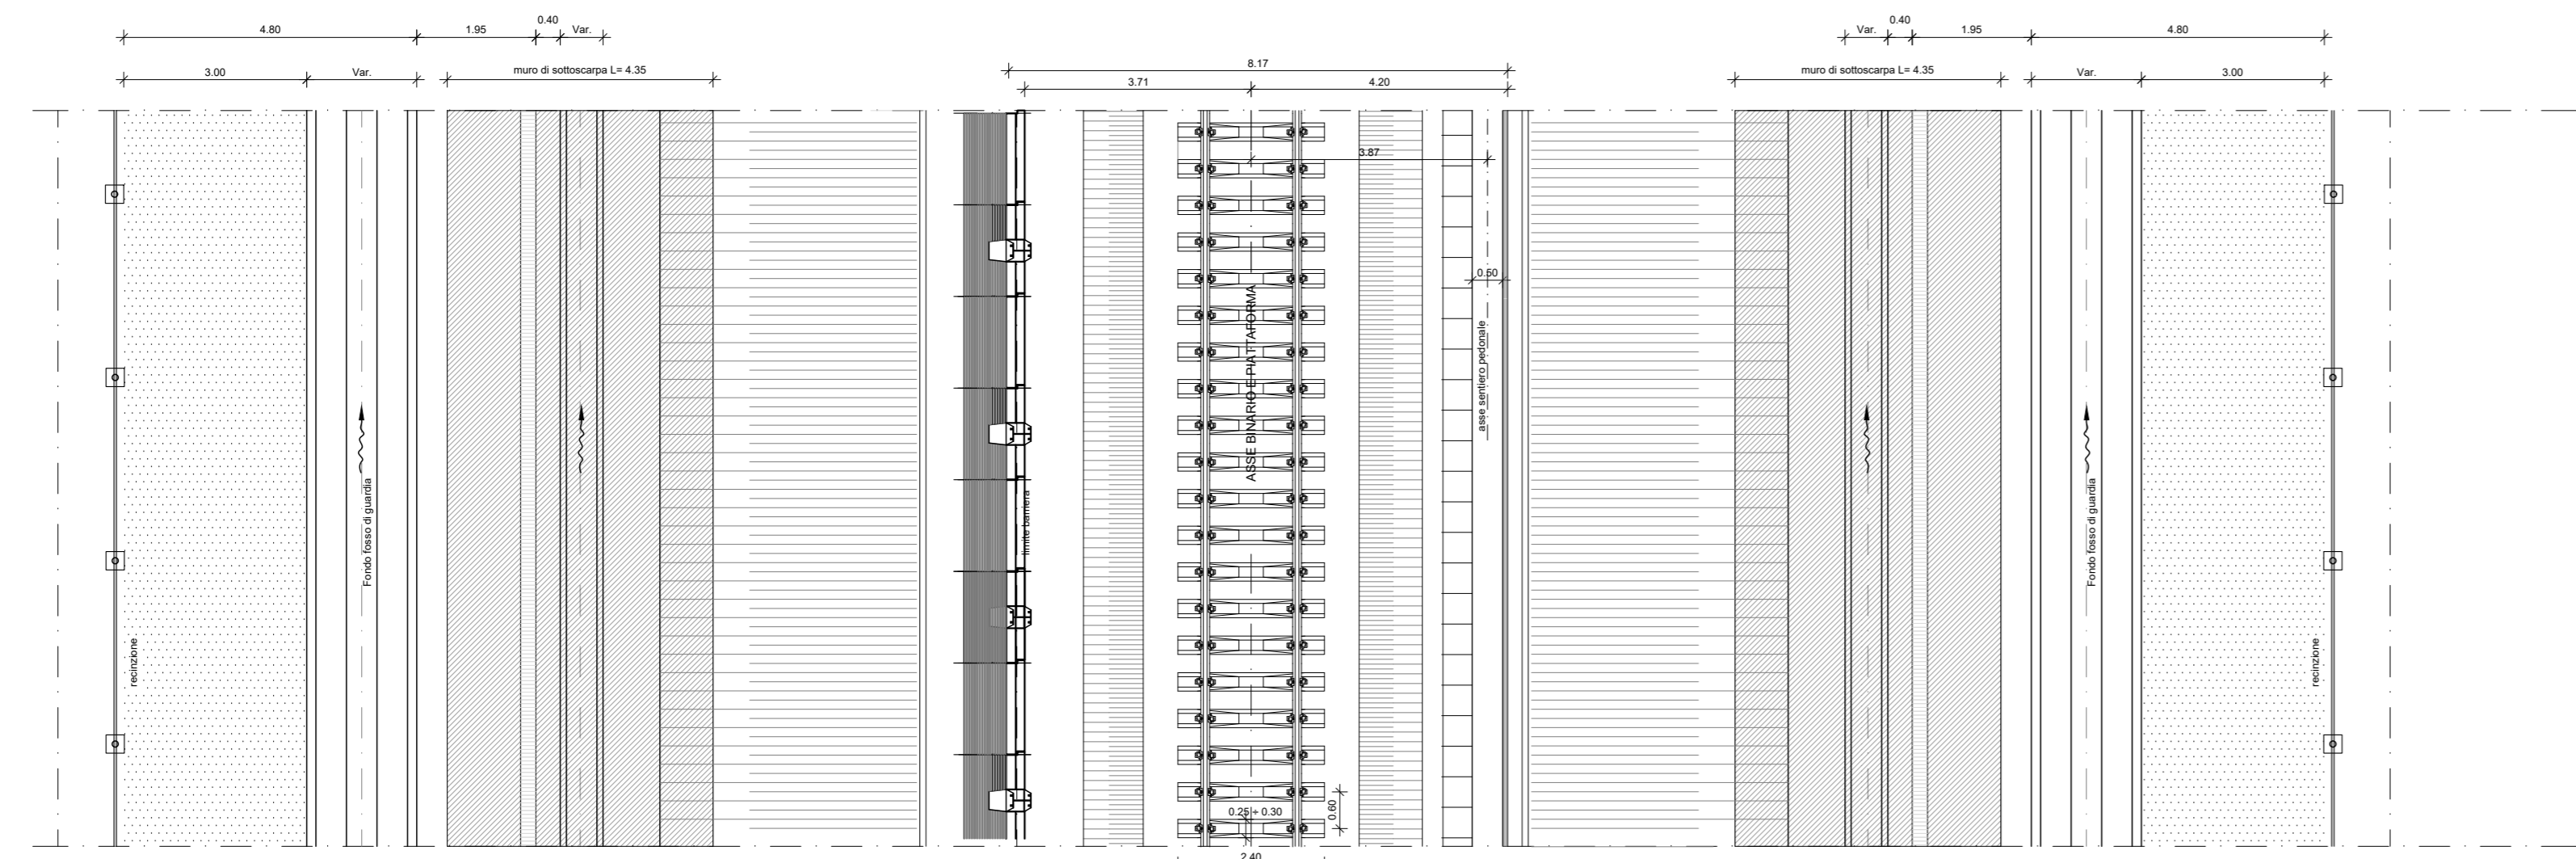 0.40
0.40
4.80
1.95
Var.
Var.
1.95
4.80
8.17
3.00
Var.
muro di sottoscarpa L= 4.35
muro di sottoscarpa L= 4.35
Var.
3.00
3.71
4.20
3.87
0.50
ASSE BINARIO E PIATTAFORMA
asse sentiero pedonale
limite barriera
Fondo fosso di guardia
Fondo fosso di guardia
recinzione
recinzione
0.25 ÷ 0.30
0.60
2.40